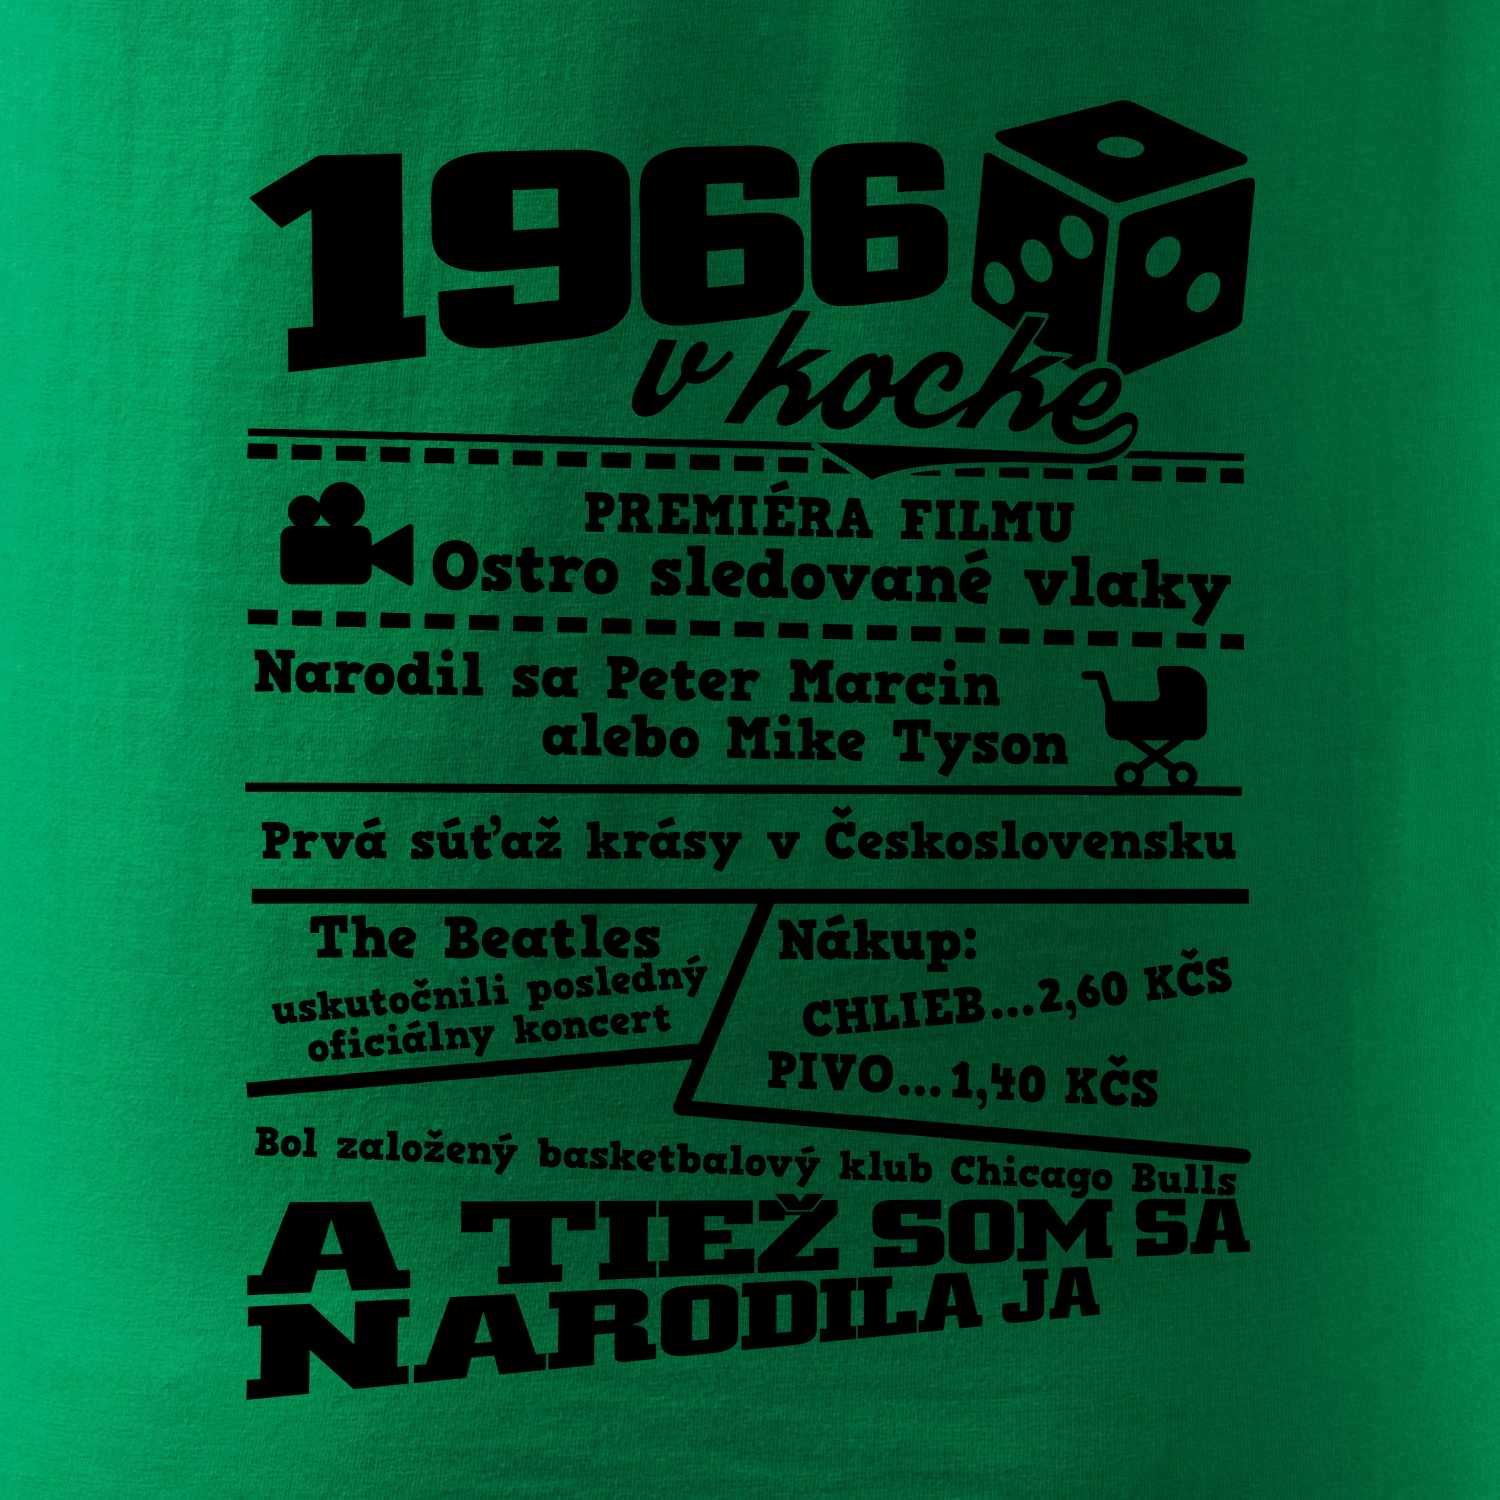 1966
v kocke
PREMIÉRA FILMU
Ostro sledované vlaky
Narodil sa Peter Marcin
alebo Mike Tyson
Prvá súťaž krásy v Československu
The Beatles
uskutočnili posledný
oficiálny koncert
Nákup:
CHLIEB...2,60 KČS
PIVO...1,40 KČS
Bol založený basketbalový klub Chicago Bulls
A TIEŽ SOM SA
NARODILA JA